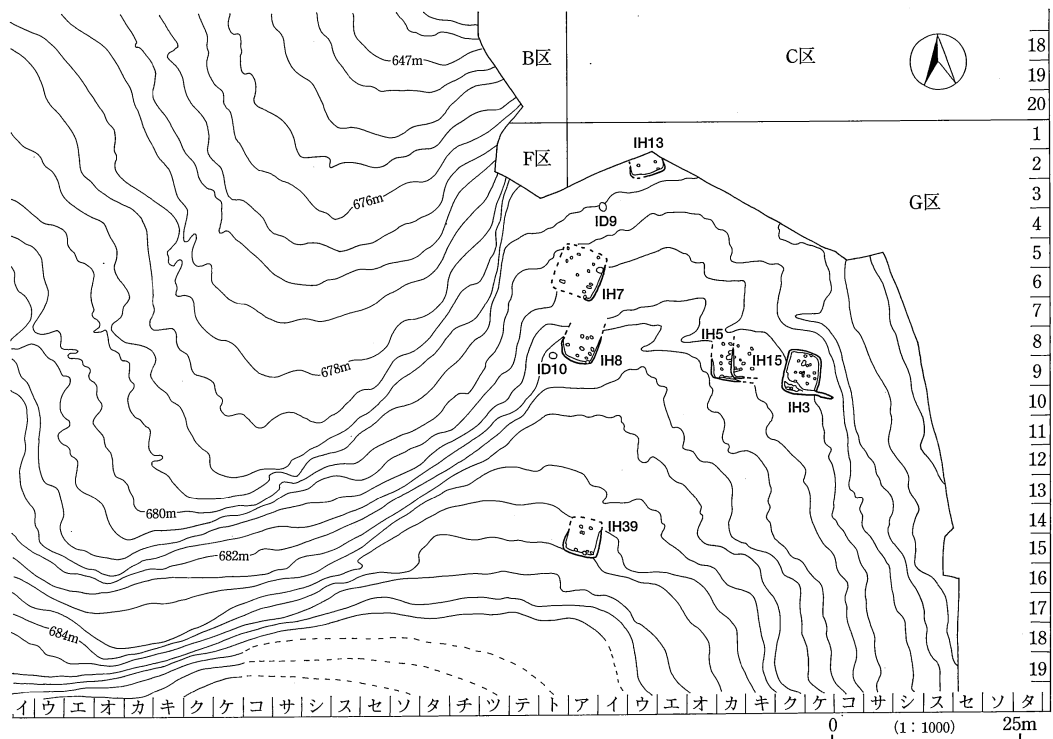 647m
B区
C区
18
19
20
1
2
3
4
5
6
7
8
9
10
11
12
13
14
15
16
17
18
19
F区
G区
IH13
ID9
676m
IH7
678m
IH5
IH15
ID10
IH8
IH3
680m
682m
IH39
684m
イ ウ エ オ カ キ ク ケ コ サ シ ス セ ソ タ チ ツ テ ト ア イ ウ エ オ カ キ ク ケ コ サ シ ス セ ソ タ
0 (1：1000) 25m